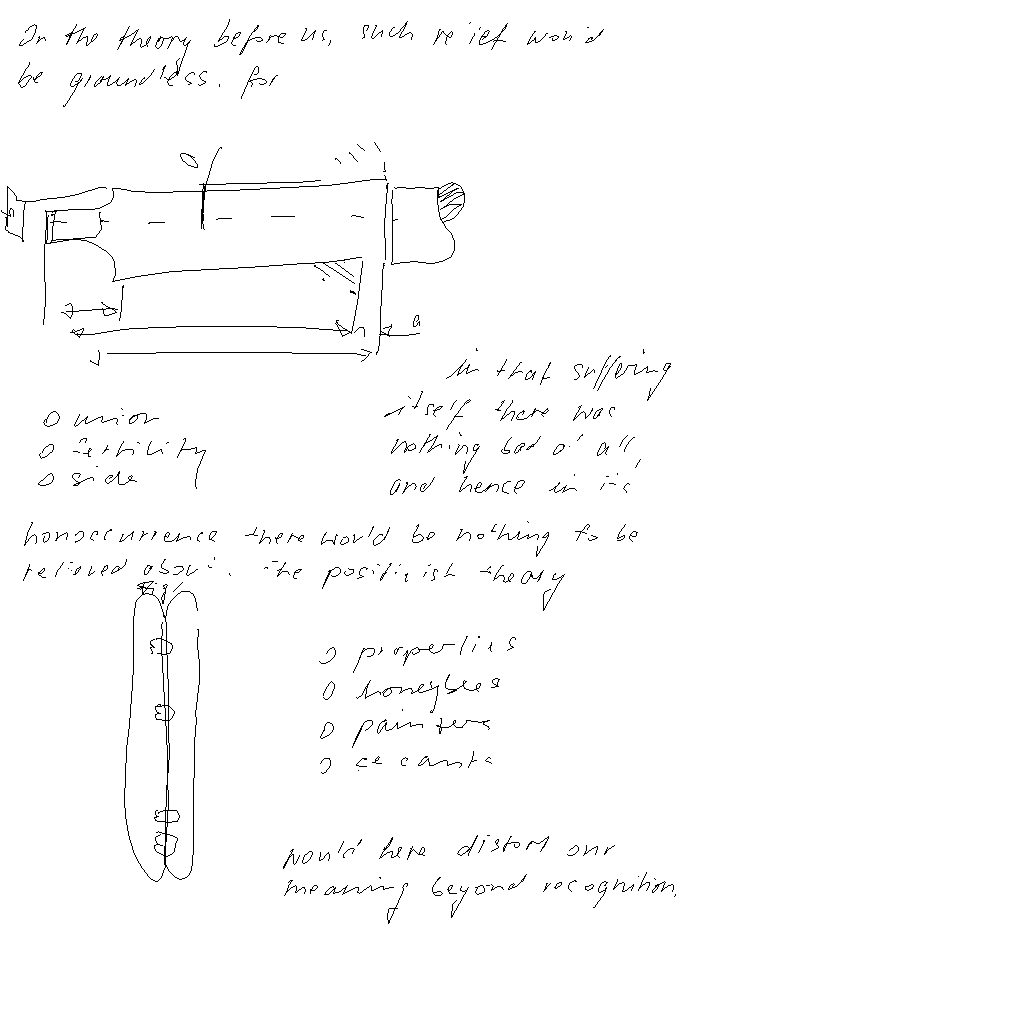 On the theory before us, such relief would
be groundless. for
a
in that suffering
itself there was
nothing bad at all,
and hence in its
o union
o fertility
o side
nonoccurrence there would be nothing to be
relieved about. The positivist theory
o properties
o honeybees
o painters
o secants
would here distort our
meaning beyond recognition.